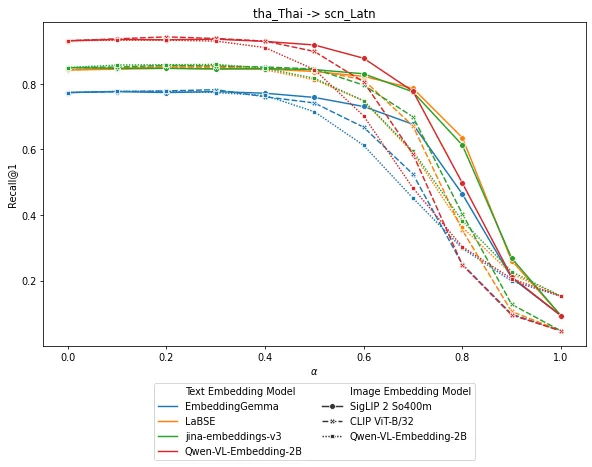 tha_Thai -> scn_Latn
Recall@1
0.8
0.6
0.4
0.2
0.0 0.2 0.4 0.6 0.8 1.0
α
Text Embedding Model
EmbeddingGemma
LaBSE
jina-embeddings-v3
Qwen-VL-Embedding-2B
Image Embedding Model
SigLIP 2 So400m
CLIP ViT-B/32
Qwen-VL-Embedding-2B